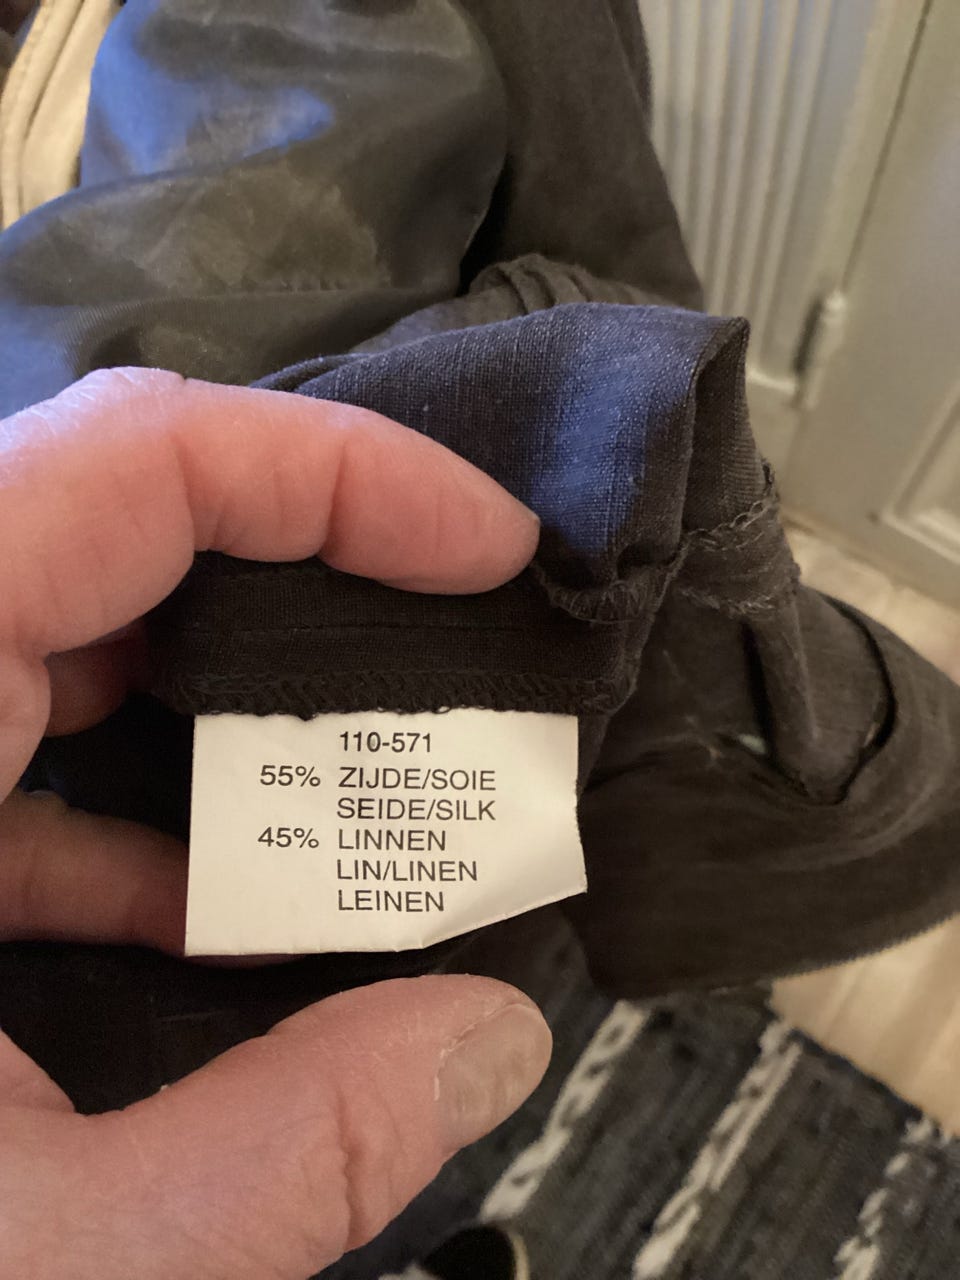 110-571
55% ZIJDE/SOIE
SEIDE/SILK
45% LINNEN
LIN/LINEN
LEINEN